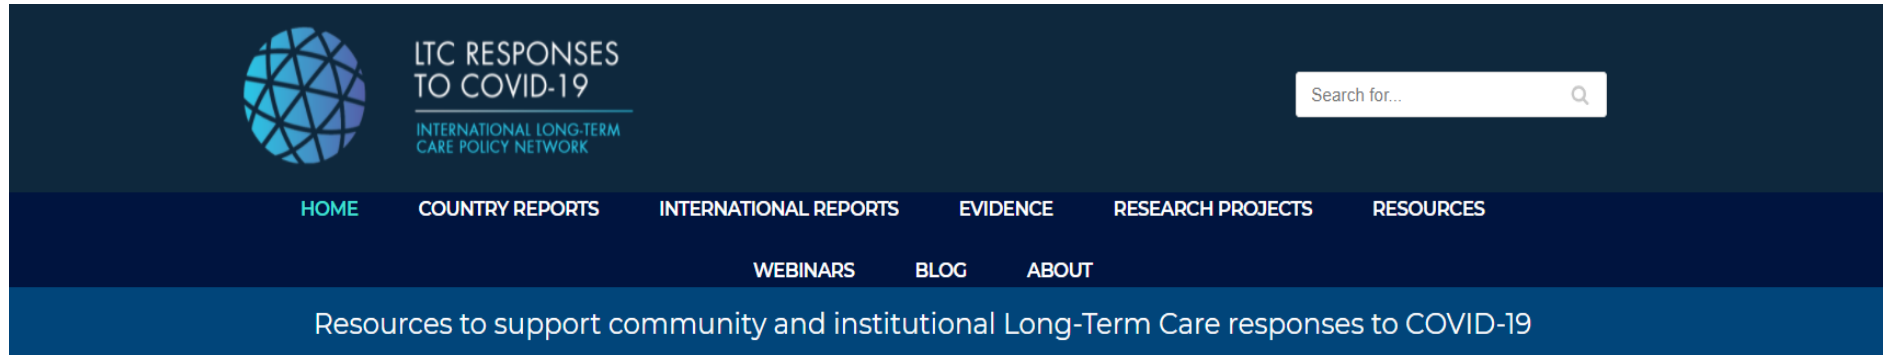 LTC RESPONSES
TO COVID-19
INTERNATIONAL LONG-TERM
CARE POLICY NETWORK
Search for...
HOME COUNTRY REPORTS INTERNATIONAL REPORTS EVIDENCE RESEARCH PROJECTS RESOURCES
WEBINARS BLOG ABOUT
Resources to support community and institutional Long-Term Care responses to COVID-19